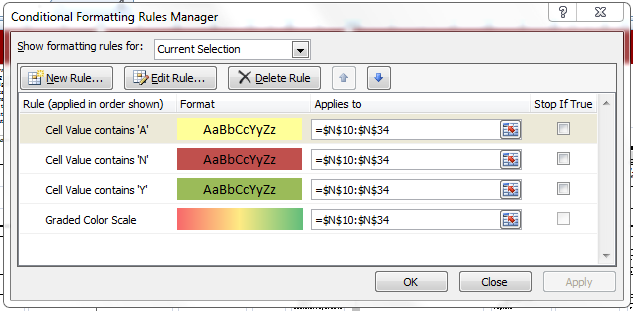 Conditional Formatting Rules Manager
Show formatting rules for: Current Selection
New Rule... Edit Rule... Delete Rule
Rule (applied in order shown) Format Applies to Stop If True
Cell Value contains 'A' AaBbCcYyZz =$N$10:$N$34
Cell Value contains 'N' AaBbCcYyZz =$N$10:$N$34
Cell Value contains 'Y' AaBbCcYyZz =$N$10:$N$34
Graded Color Scale =$N$10:$N$34
OK Close Apply